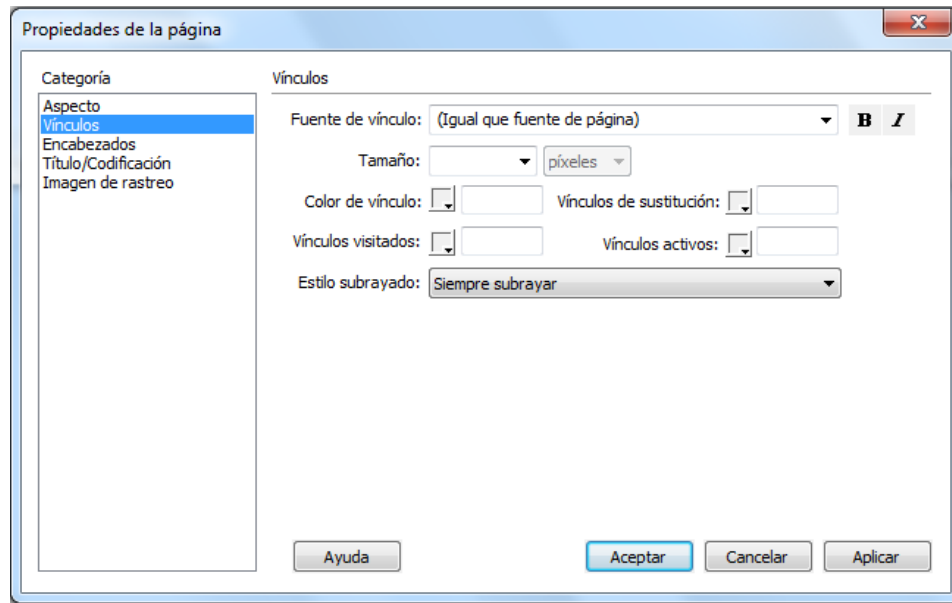 Propiedades de la página
Categoría
Aspecto
Vínculos
Encabezados
Título/Codificación
Imagen de rastreo
Vínculos
Fuente de vínculo: (Igual que fuente de página) B I
Tamaño: píxeles
Color de vínculo: Vínculos de sustitución:
Vínculos visitados: Vínculos activos:
Estilo subrayado: Siempre subrayar
Ayuda Aceptar Cancelar Aplicar